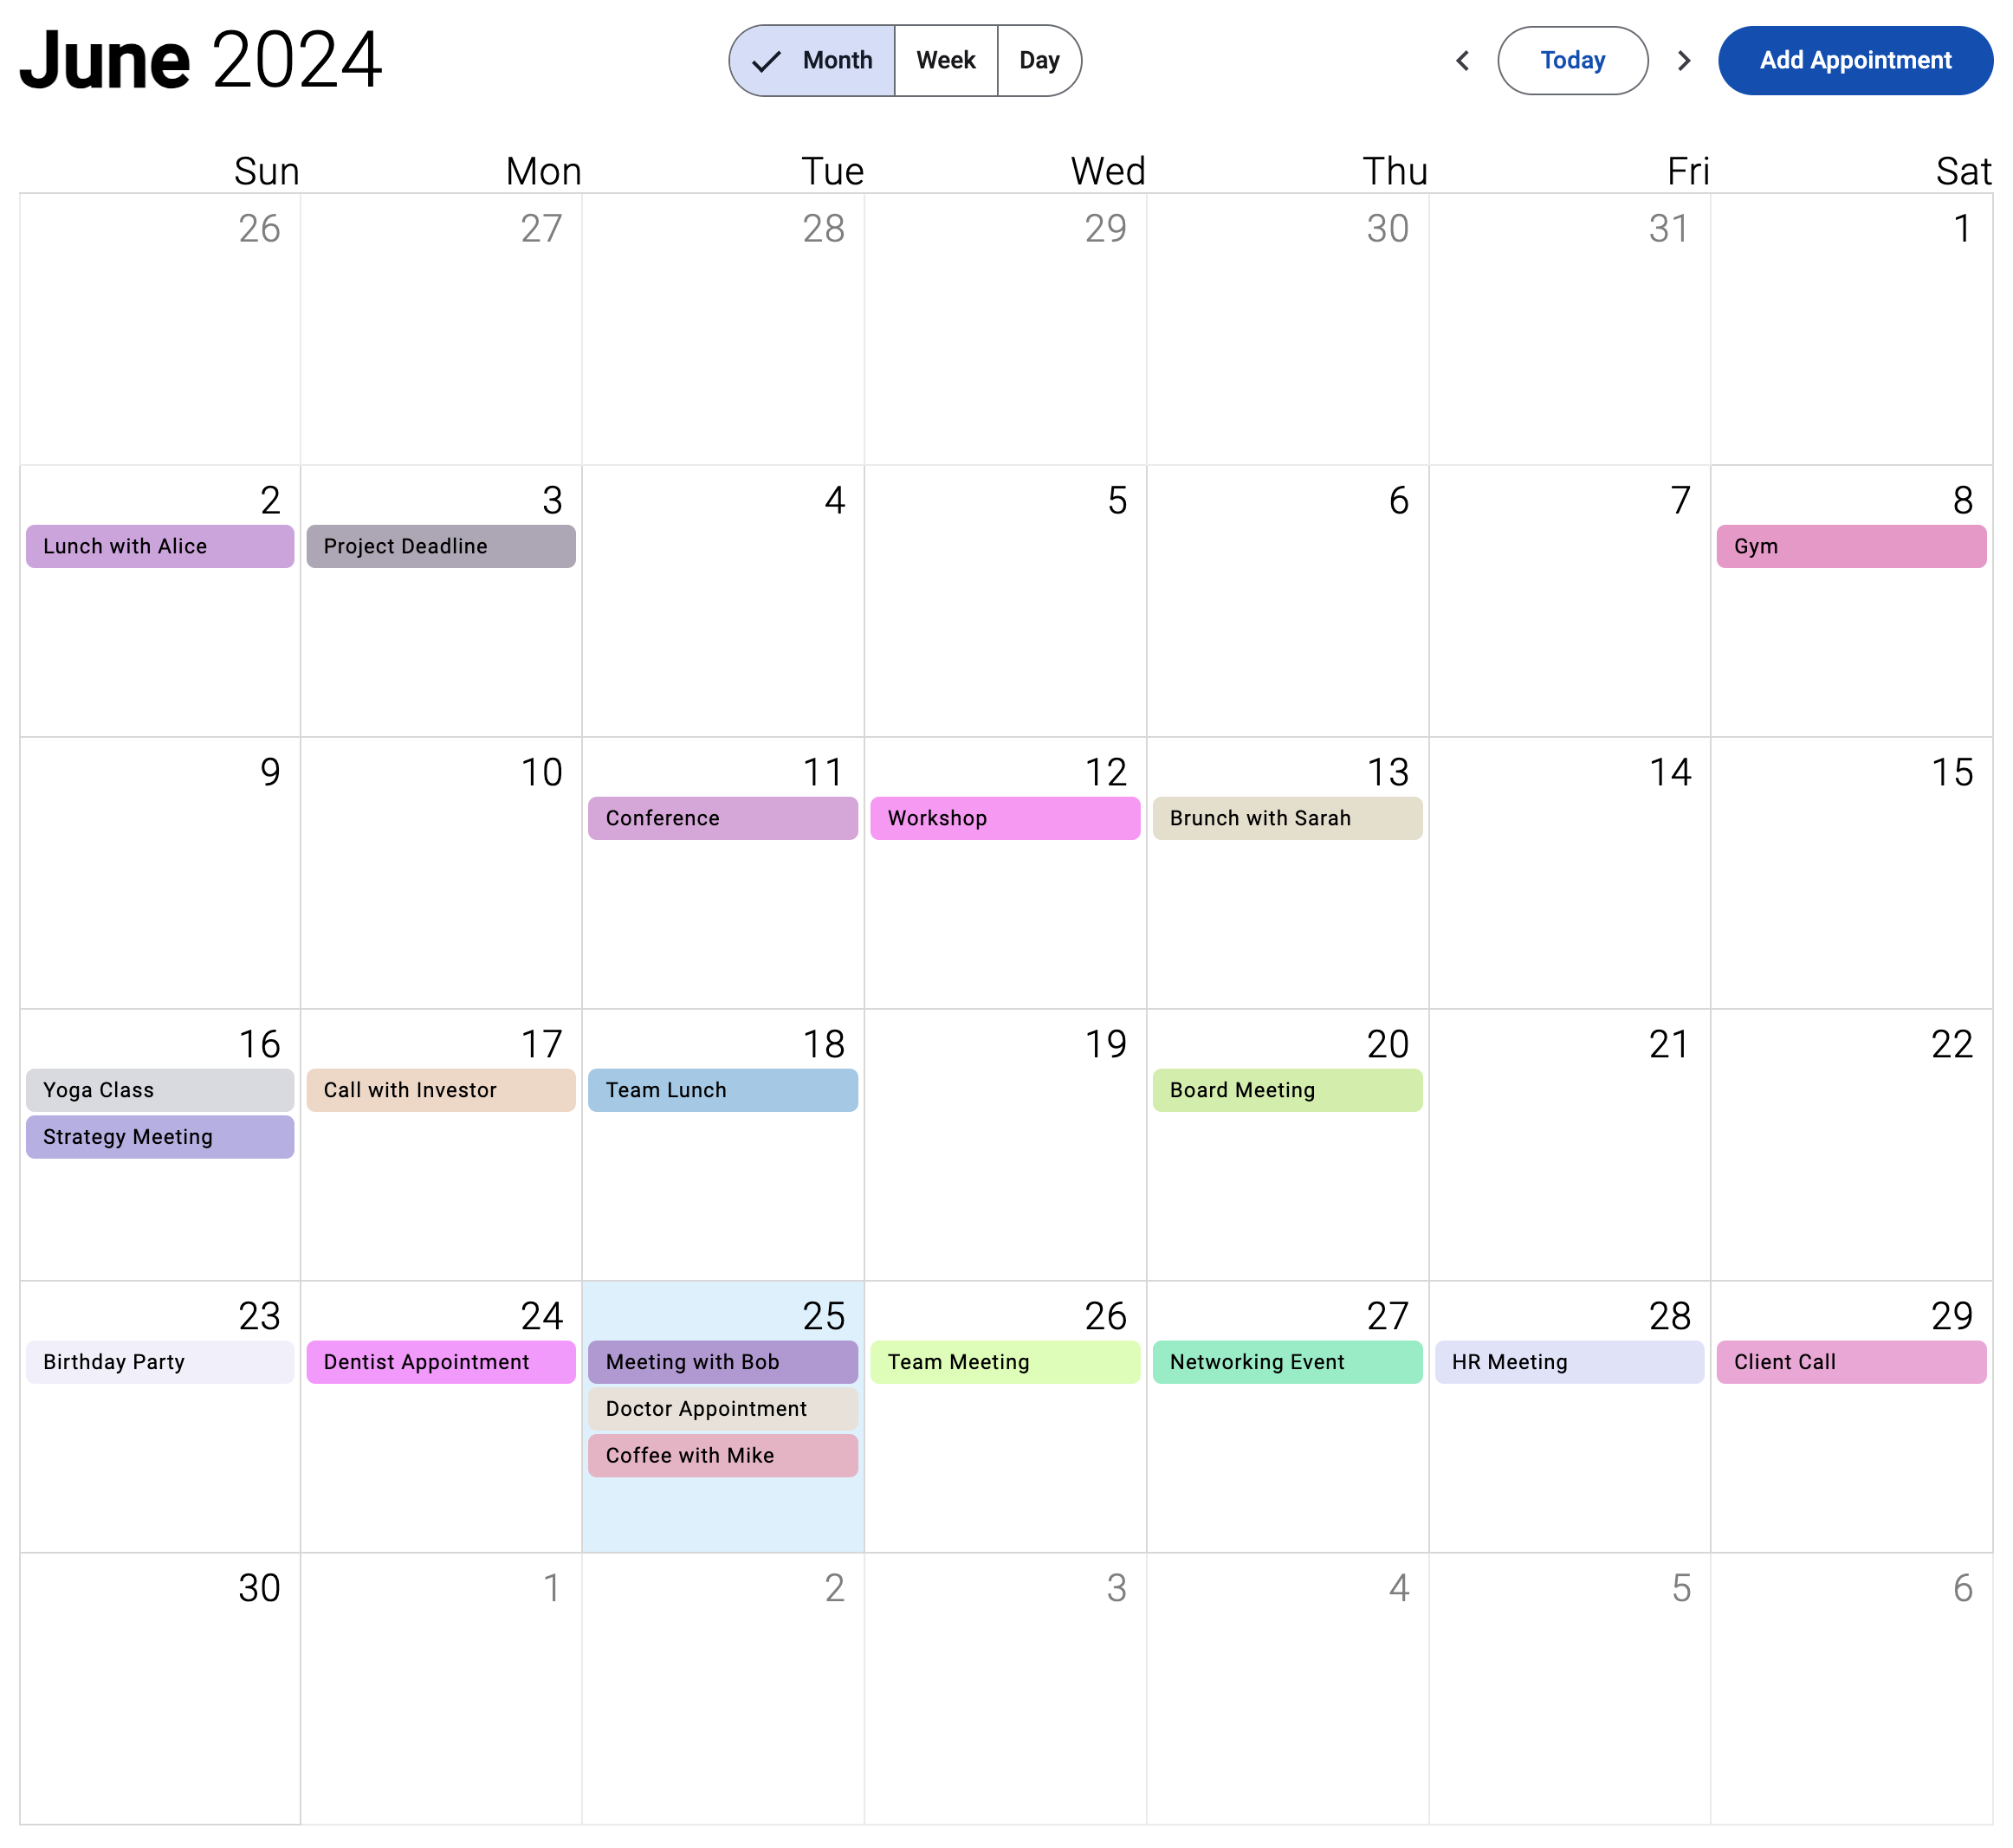 June 2024
Month Week Day
Today
Add Appointment
Sun Mon Tue Wed Thu Fri Sat
26 27 28 29 30 31 1
2 3 4 5 6 7 8
Lunch with Alice Project Deadline Gym
9 10 11 12 13 14 15
Conference Workshop Brunch with Sarah
16 17 18 19 20 21 22
Yoga Class Call with Investor Team Lunch Board Meeting
Strategy Meeting
23 24 25 26 27 28 29
Birthday Party Dentist Appointment Meeting with Bob Team Meeting Networking Event HR Meeting Client Call
Doctor Appointment
Coffee with Mike
30 1 2 3 4 5 6